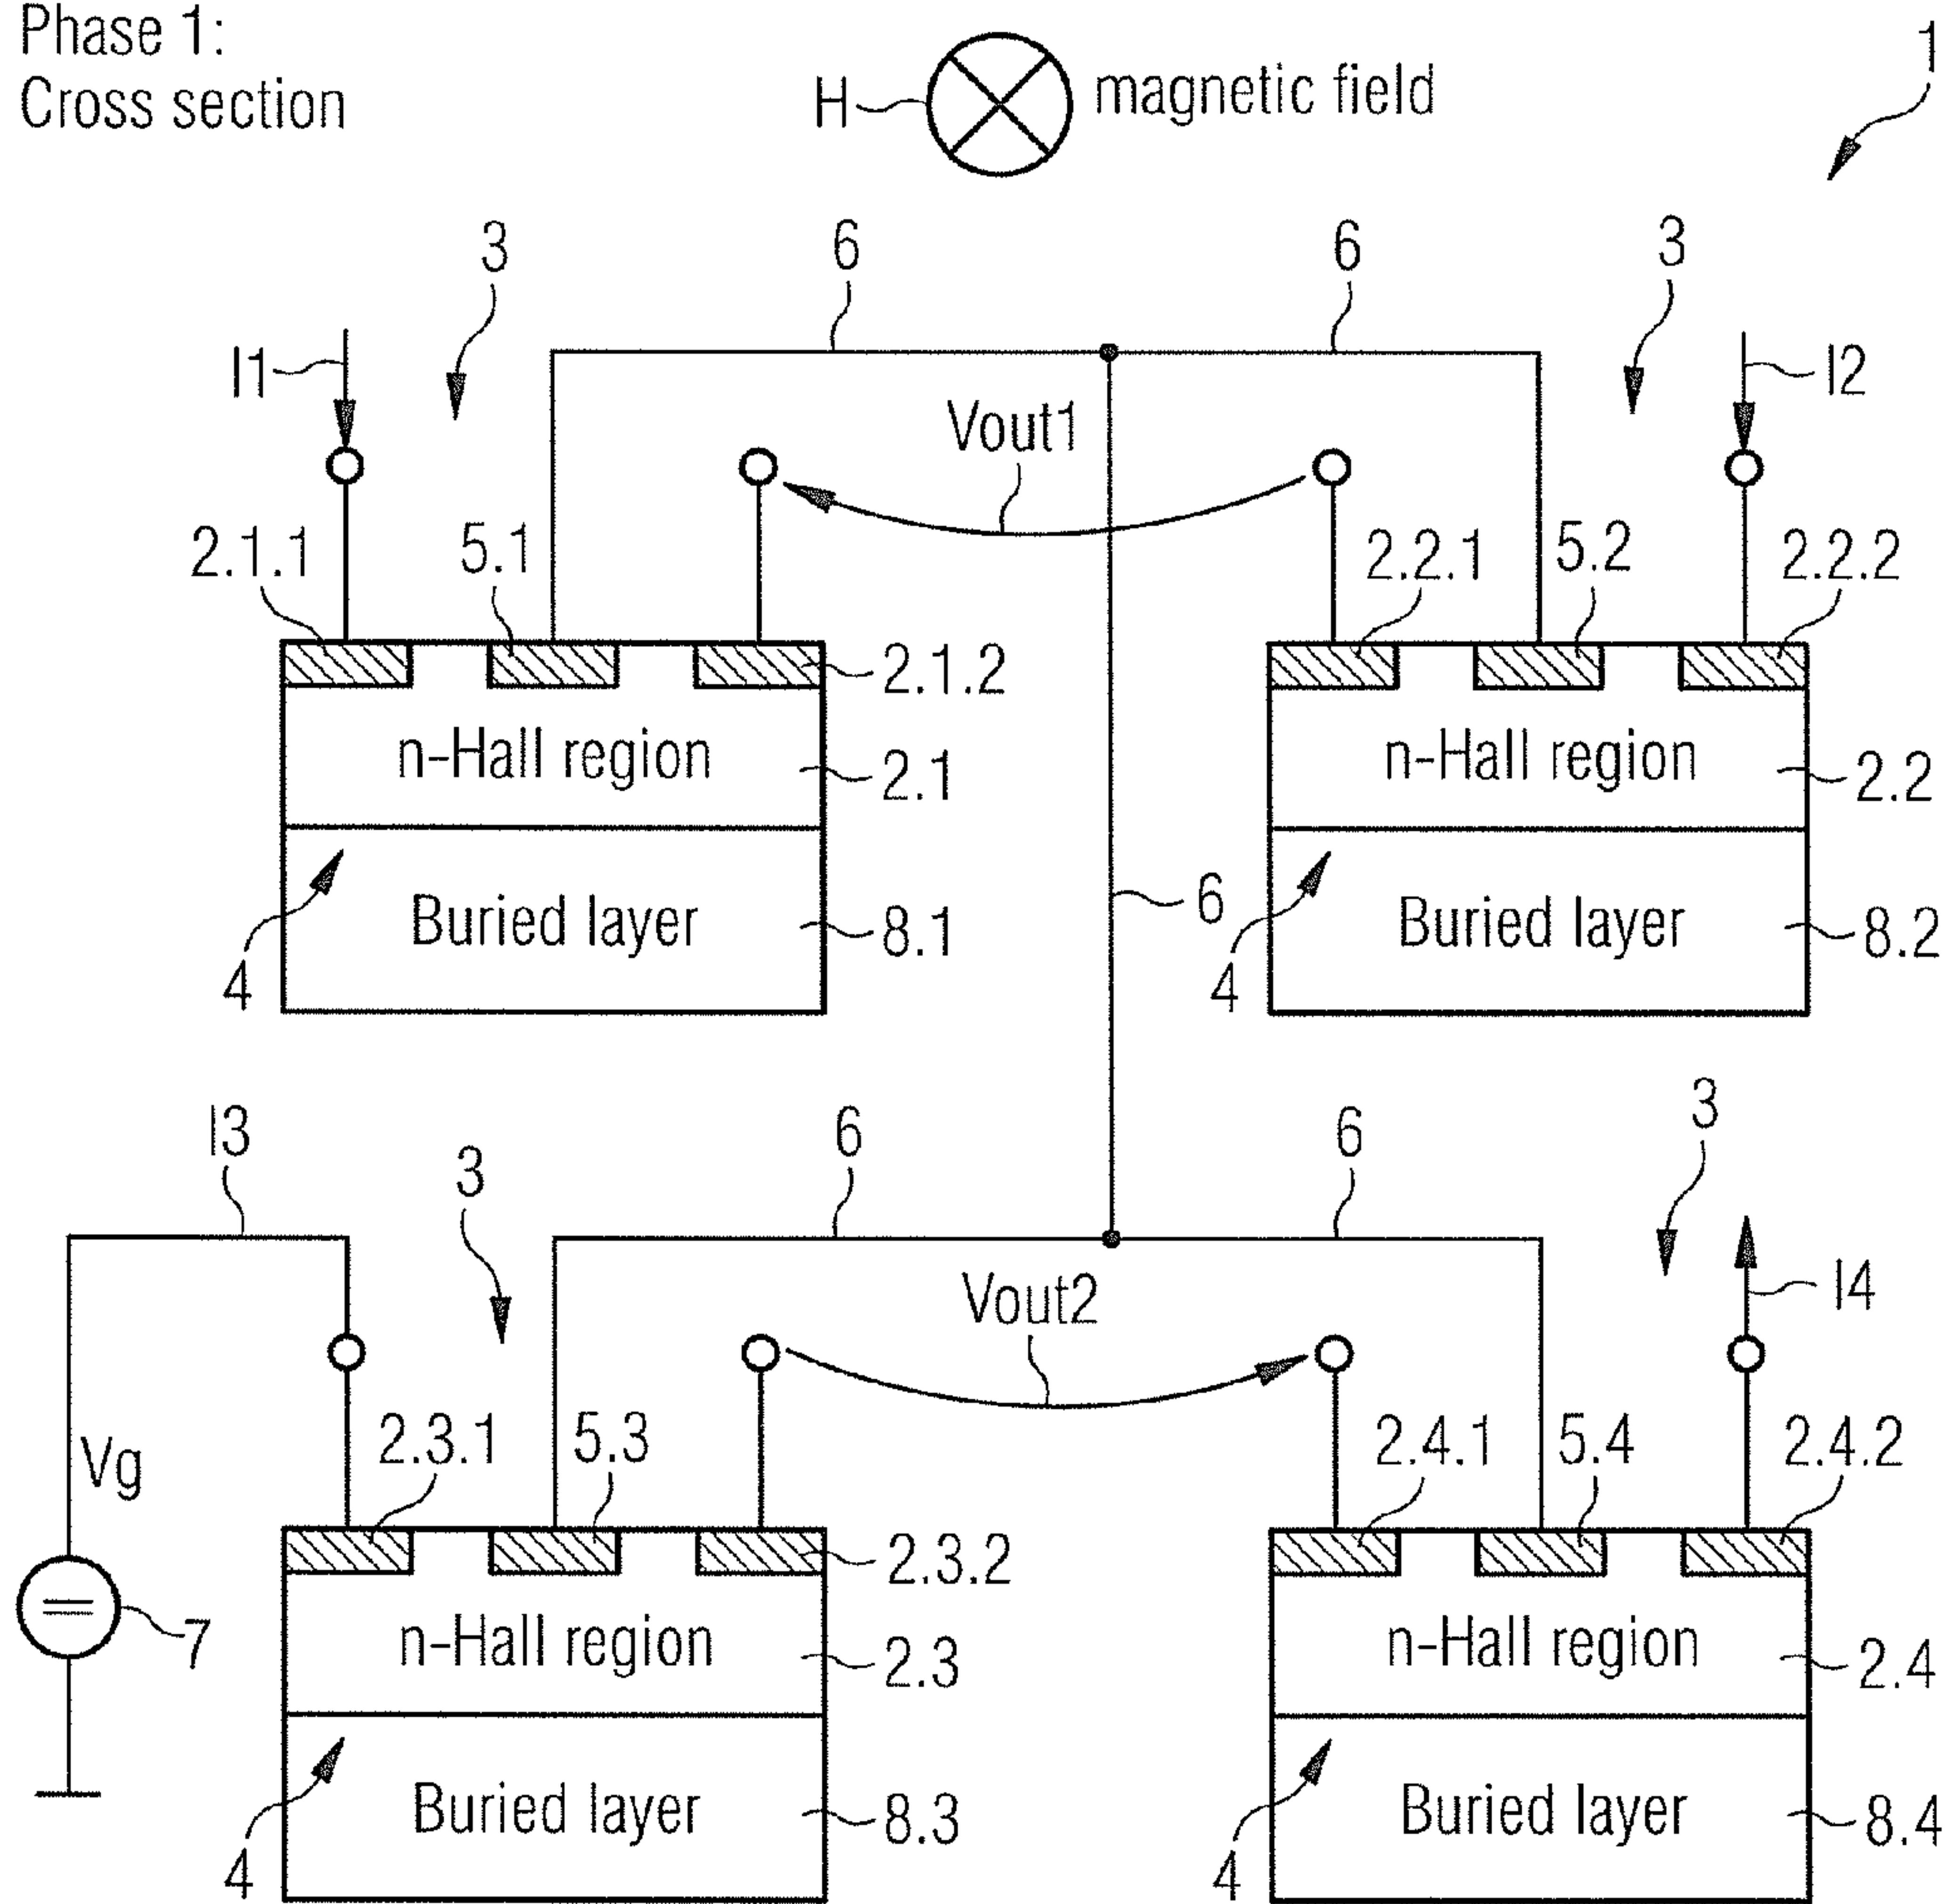 Phase 1:
Cross section
H
magnetic field
1
3
6
6
3
I1
I2
Vout1
2.1.1
5.1
2.2.1
5.2
2.2.2
2.1.2
n-Hall region
2.1
n-Hall region
2.2
Buried layer
8.1
6
Buried layer
8.2
4
4
I3
3
6
6
3
Vout2
I4
Vg
2.3.1
5.3
2.4.1
5.4
2.4.2
2.3.2
7
n-Hall region
2.3
n-Hall region
2.4
Buried layer
8.3
Buried layer
8.4
4
4